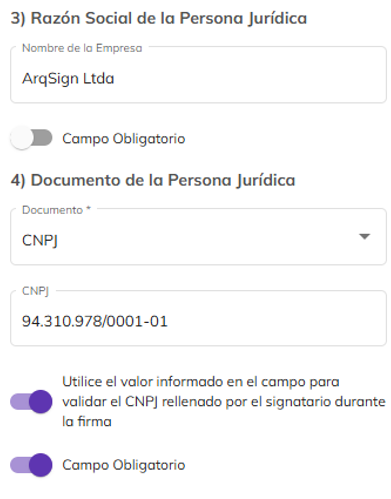 3) Razón Social de la Persona Jurídica
Nombre de la Empresa
ArqSign Ltda
Campo Obligatorio
4) Documento de la Persona Jurídica
Documento *
CNPJ
CNPJ
94.310.978/0001-01
Utilice el valor informado en el campo para
validar el CNPJ rellenado por el signatario durante
la firma
Campo Obligatorio